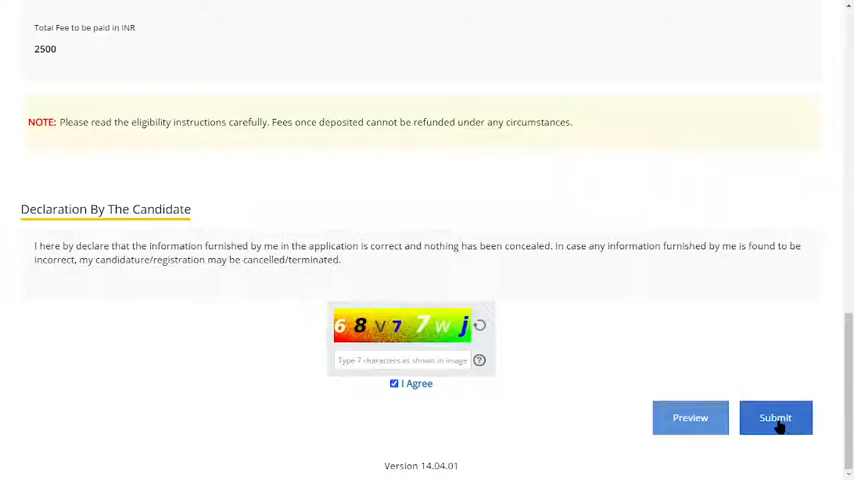 Total Fee to be paid in INR
2500
NOTE: Please read the eligibility instructions carefully. Fees once deposited cannot be refunded under any circumstances.
Declaration By The Candidate
I here by declare that the information furnished by me in the application is correct and nothing has been concealed. In case any information furnished by me is found to be
incorrect, my candidature/registration may be cancelled/terminated.
6 8 V 7 7 W j
Type 7 characters as shown in image
I Agree
Preview
Submit
Version 14.04.01